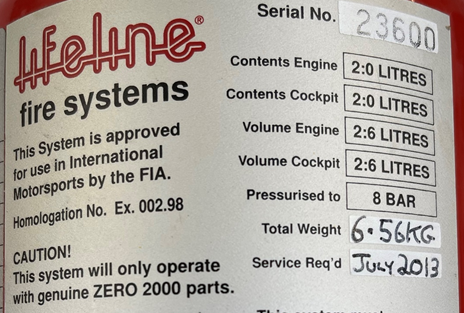 lifeline®
fire systems
This System is approved
for use in International
Motorsports by the FIA.
Homologation No. Ex. 002.98
CAUTION!
This system will only operate
with genuine ZERO 2000 parts.
Serial No. 23600
Contents Engine 2:0 LITRES
Contents Cockpit 2:0 LITRES
Volume Engine 2:6 LITRES
Volume Cockpit 2:6 LITRES
Pressurised to 8 BAR
Total Weight 6.56KG
Service Req'd JULY 2013